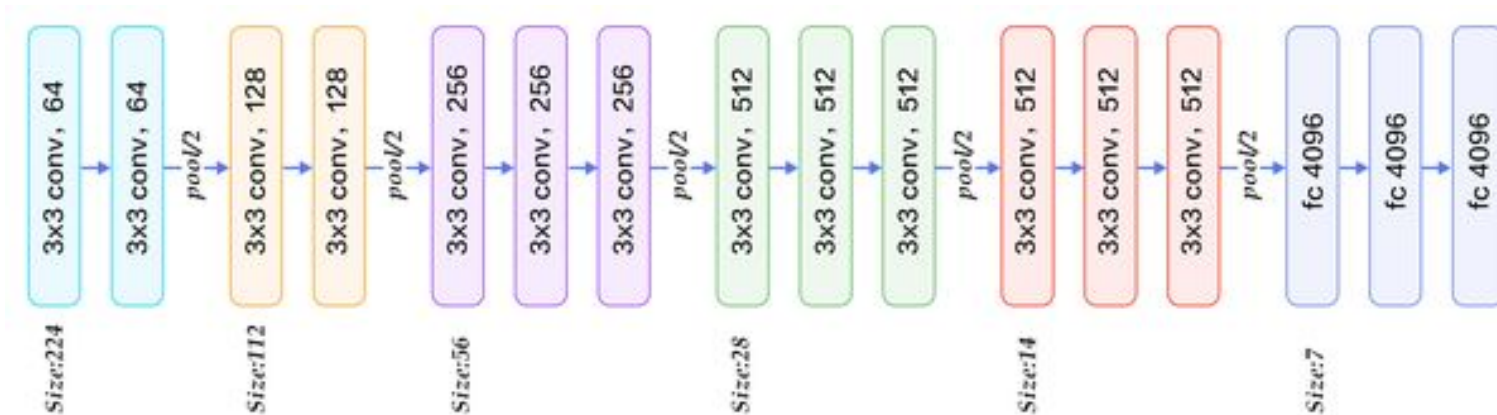 3x3 conv, 64
3x3 conv, 64
pool/2
3x3 conv, 128
3x3 conv, 128
pool/2
3x3 conv, 256
3x3 conv, 256
3x3 conv, 256
pool/2
3x3 conv, 512
3x3 conv, 512
3x3 conv, 512
pool/2
3x3 conv, 512
3x3 conv, 512
3x3 conv, 512
pool/2
fc 4096
fc 4096
fc 4096
Size:224
Size:112
Size:56
Size:28
Size:14
Size:7